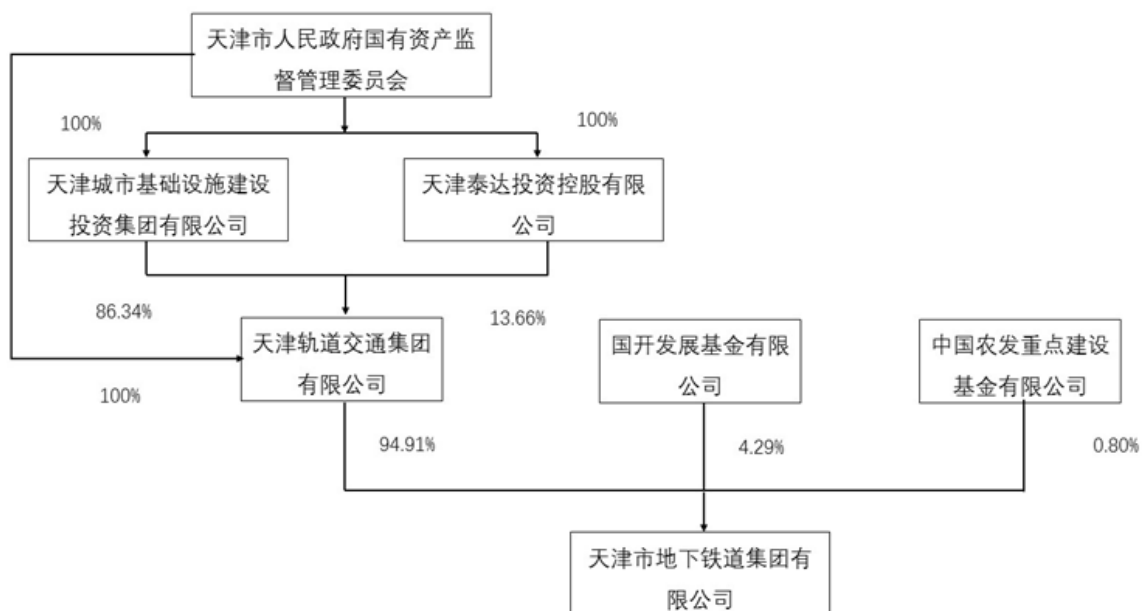 天津市人民政府国有资产监
督管理委员会
100%
100%
天津城市基础设施建设
投资集团有限公司
天津泰达投资控股有限
公司
86.34%
13.66%
天津轨道交通集团
有限公司
国开发展基金有限
公司
中国农发重点建设
基金有限公司
100%
94.91%
4.29%
0.80%
天津市地下铁道集团有
限公司